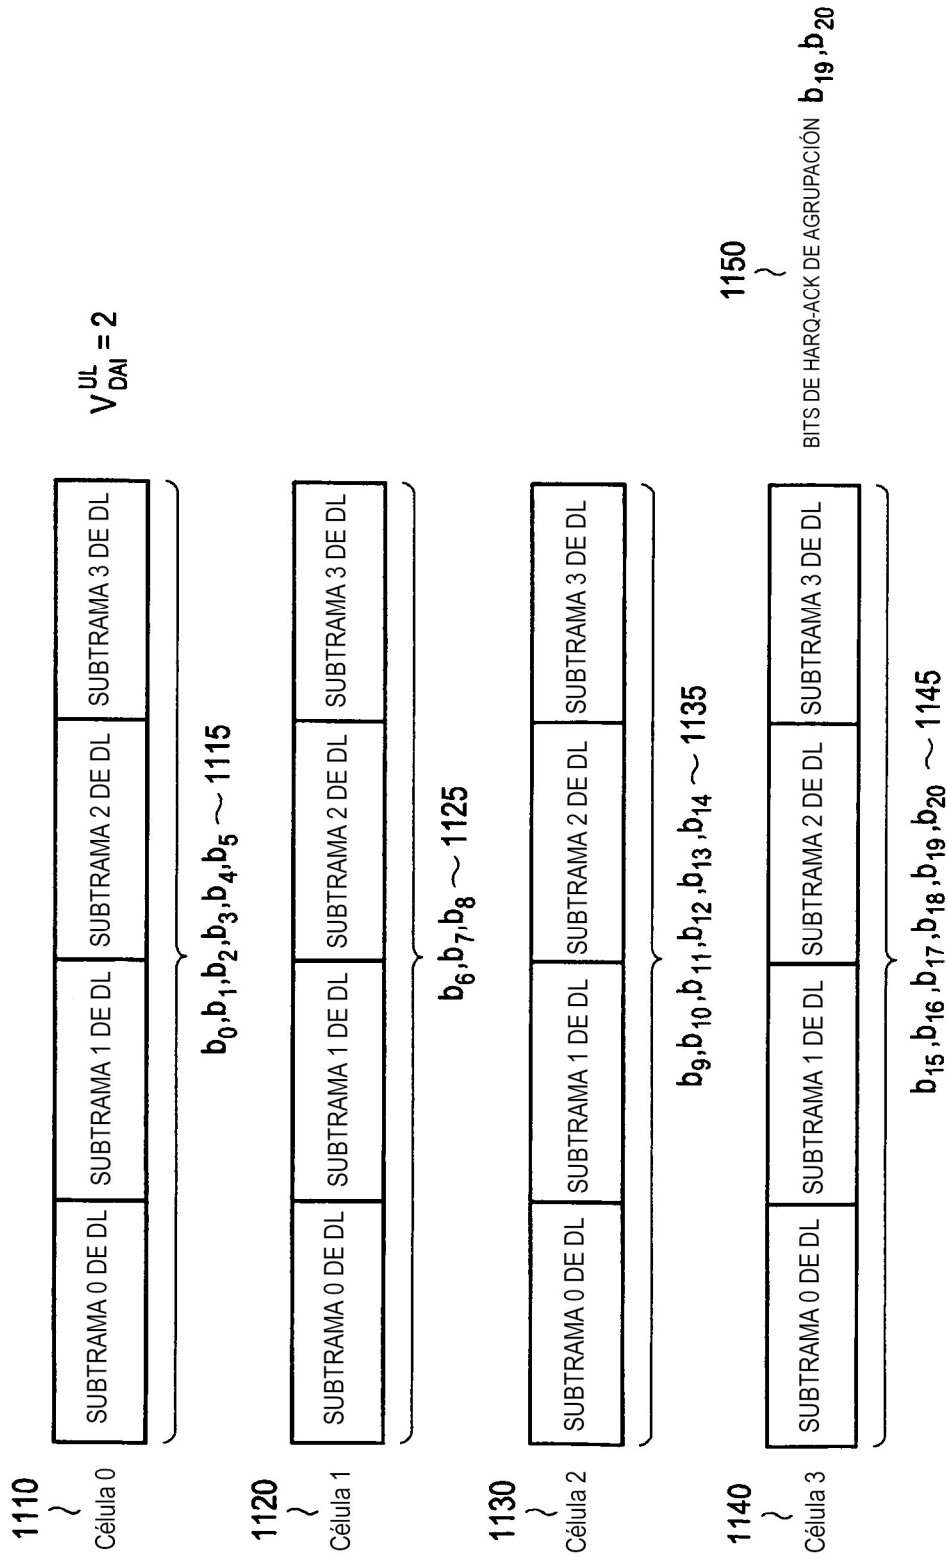 1110
Célula 0
SUBTRAMA 0 DE DL
SUBTRAMA 1 DE DL
SUBTRAMA 2 DE DL
SUBTRAMA 3 DE DL
V^UL_DAI = 2
b0,b1,b2,b3,b4,b5 ~ 1115
1120
Célula 1
SUBTRAMA 0 DE DL
SUBTRAMA 1 DE DL
SUBTRAMA 2 DE DL
SUBTRAMA 3 DE DL
b6,b7,b8 ~ 1125
1130
Célula 2
SUBTRAMA 0 DE DL
SUBTRAMA 1 DE DL
SUBTRAMA 2 DE DL
SUBTRAMA 3 DE DL
b9,b10,b11,b12,b13,b14 ~ 1135
1140
Célula 3
SUBTRAMA 0 DE DL
SUBTRAMA 1 DE DL
SUBTRAMA 2 DE DL
SUBTRAMA 3 DE DL
1150
BITS DE HARQ-ACK DE AGRUPACIÓN b19,b20
b15,b16,b17,b18,b19,b20 ~ 1145